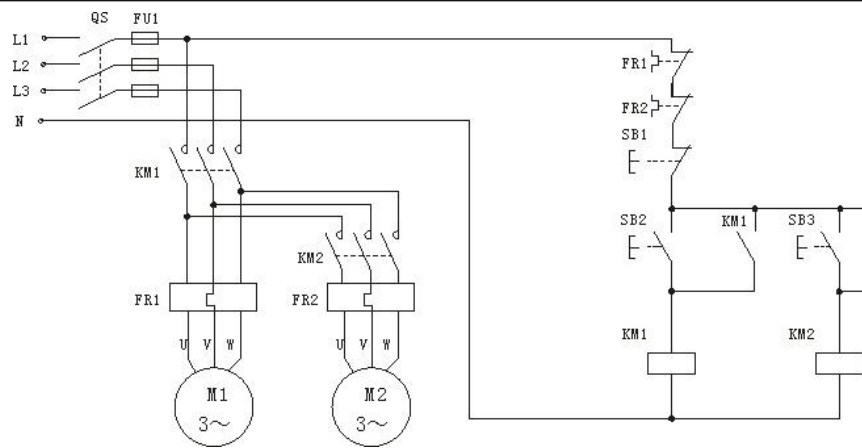 QS FU1
L1
L2
L3
N
FR1
FR2
SB1
KM1
SB2 KM1 SB3
KM2
FR1 FR2
U V W U V W
KM1 KM2
M1 M2
3～ 3～